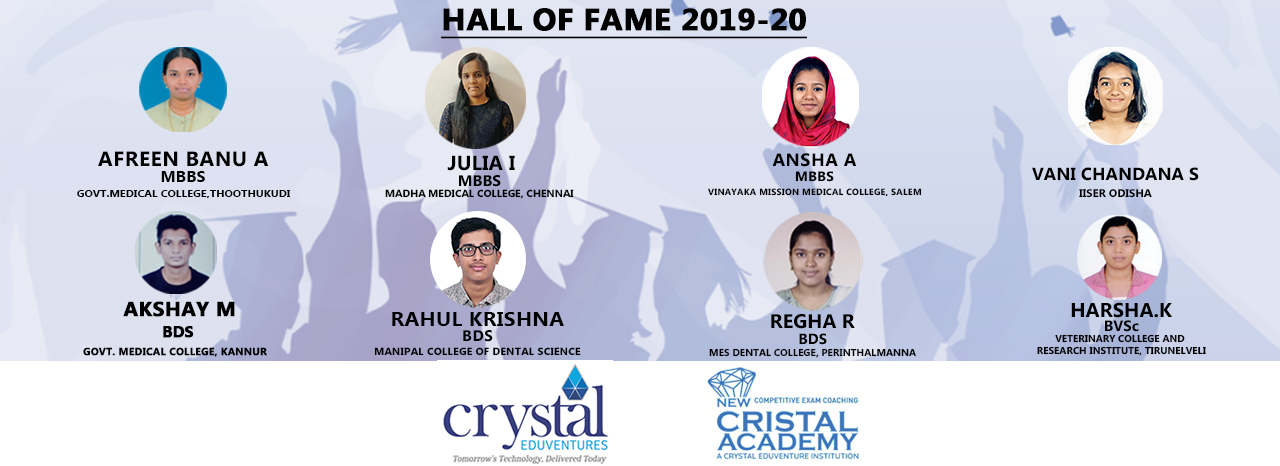 HALL OF FAME 2019-20
AFREEN BANU A
MBBS
GOVT.MEDICAL COLLEGE,THOOTHUKUDI
JULIA I
MBBS
MADHA MEDICAL COLLEGE, CHENNAI
ANSHA A
MBBS
VINAYAKA MISSION MEDICAL COLLEGE, SALEM
VANI CHANDANA S
IISER ODISHA
AKSHAY M
BDS
GOVT. MEDICAL COLLEGE, KANNUR
RAHUL KRISHNA
BDS
MANIPAL COLLEGE OF DENTAL SCIENCE
REGHA R
BDS
MES DENTAL COLLEGE, PERINTHALMANNA
HARSHA.K
BVSc
VETERINARY COLLEGE AND
RESEARCH INSTITUTE, TIRUNELVELI
crystal
EDUVENTURES
Tomorrow's Technology, Delivered Today
NEW COMPETITIVE EXAM COACHING
CRISTAL
ACADEMY
A CRYSTAL EDUVENTURE INSTITUTION